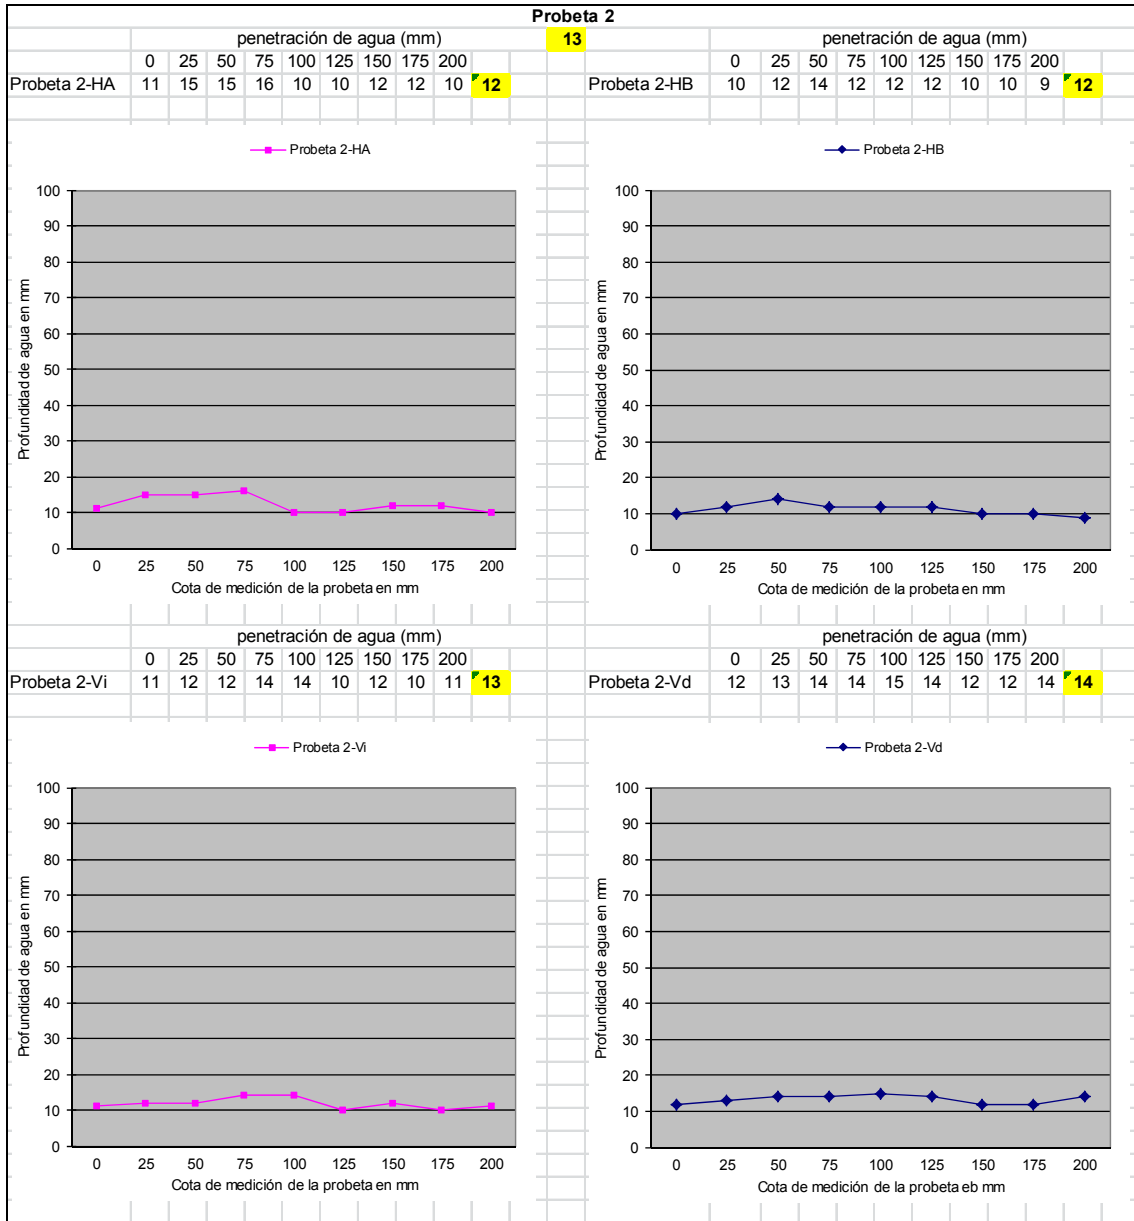 Probeta 2
penetración de agua (mm) 13 penetración de agua (mm)
0 25 50 75 100 125 150 175 200 0 25 50 75 100 125 150 175 200
Probeta 2-HA 11 15 15 16 10 10 12 12 10 12 Probeta 2-HB 10 12 14 12 12 12 10 10 9 12
Probeta 2-HA
100
90
80
70
60
50
40
30
20
10
0
Profundidad de agua en mm
0 25 50 75 100 125 150 175 200
Cota de medición de la probeta en mm
Probeta 2-HB
100
90
80
70
60
50
40
30
20
10
0
Profundidad de agua en mm
0 25 50 75 100 125 150 175 200
Cota de medición de la probeta en mm
penetración de agua (mm) penetración de agua (mm)
0 25 50 75 100 125 150 175 200 0 25 50 75 100 125 150 175 200
Probeta 2-Vi 11 12 12 14 14 10 12 10 11 13 Probeta 2-Vd 12 13 14 14 15 14 12 12 14 14
Probeta 2-Vi
100
90
80
70
60
50
40
30
20
10
0
Profundidad de agua en mm
0 25 50 75 100 125 150 175 200
Cota de medición de la probeta en mm
Probeta 2-Vd
100
90
80
70
60
50
40
30
20
10
0
Profundidad de agua en mm
0 25 50 75 100 125 150 175 200
Cota de medición de la probeta eb mm